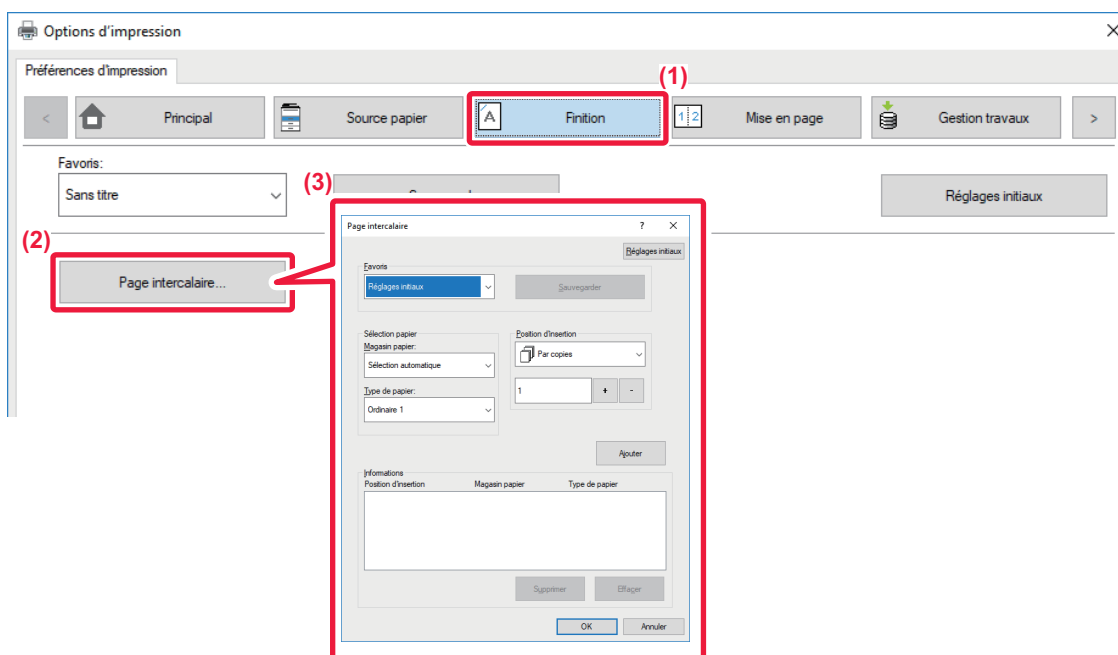 Options d'impression
Préférences d'impression
(1)
< Principal Source papier A Finition 1 2 Mise en page Gestion travaux >
Favoris:
Sans titre
(3)
Réglages initiaux
(2)
Page intercalaire...
Page intercalaire ? ×
Réglages initiaux
Favoris
Réglages initiaux
Sauvegarder
Sélection papier
Magasin papier:
Sélection automatique
Type de papier:
Ordinaire 1
Position d'insertion
Par copies
1 + -
Ajouter
Informations
Position d'insertion Magasin papier Type de papier
Supprimer Effaçer
OK Annuler